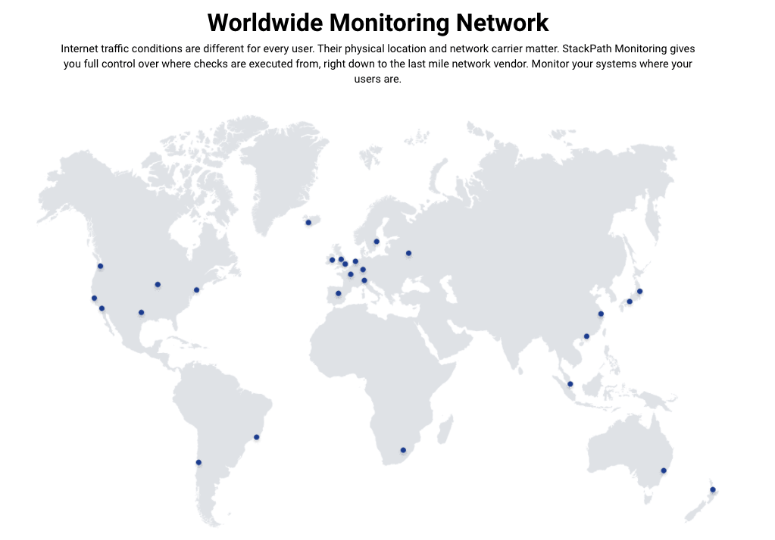 Worldwide Monitoring Network
Internet traffic conditions are different for every user. Their physical location and network carrier matter. StackPath Monitoring gives
you full control over where checks are executed from, right down to the last mile network vendor. Monitor your systems where your
users are.